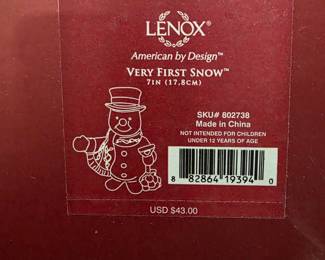 LENOX®
American by Design™
VERY FIRST SNOW™
7IN (17,8CM)
SKU# 802738
Made in China
NOT INTENDED FOR CHILDREN
UNDER 12 YEARS OF AGE
8 82864 19394 0
USD $43.00